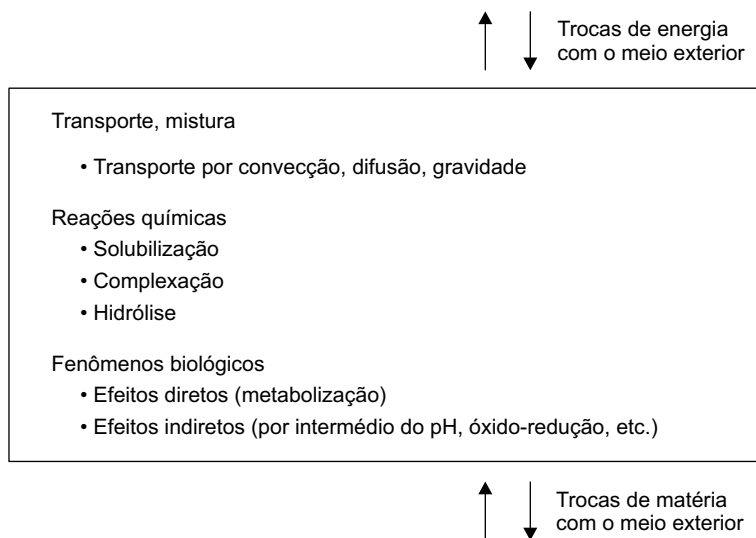 Trocas de energia
com o meio exterior
Transporte, mistura
• Transporte por convecção, difusão, gravidade
Reações químicas
• Solubilização
• Complexação
• Hidrólise
Fenômenos biológicos
• Efeitos diretos (metabolização)
• Efeitos indiretos (por intermédio do pH, óxido-redução, etc.)
Trocas de matéria
com o meio exterior